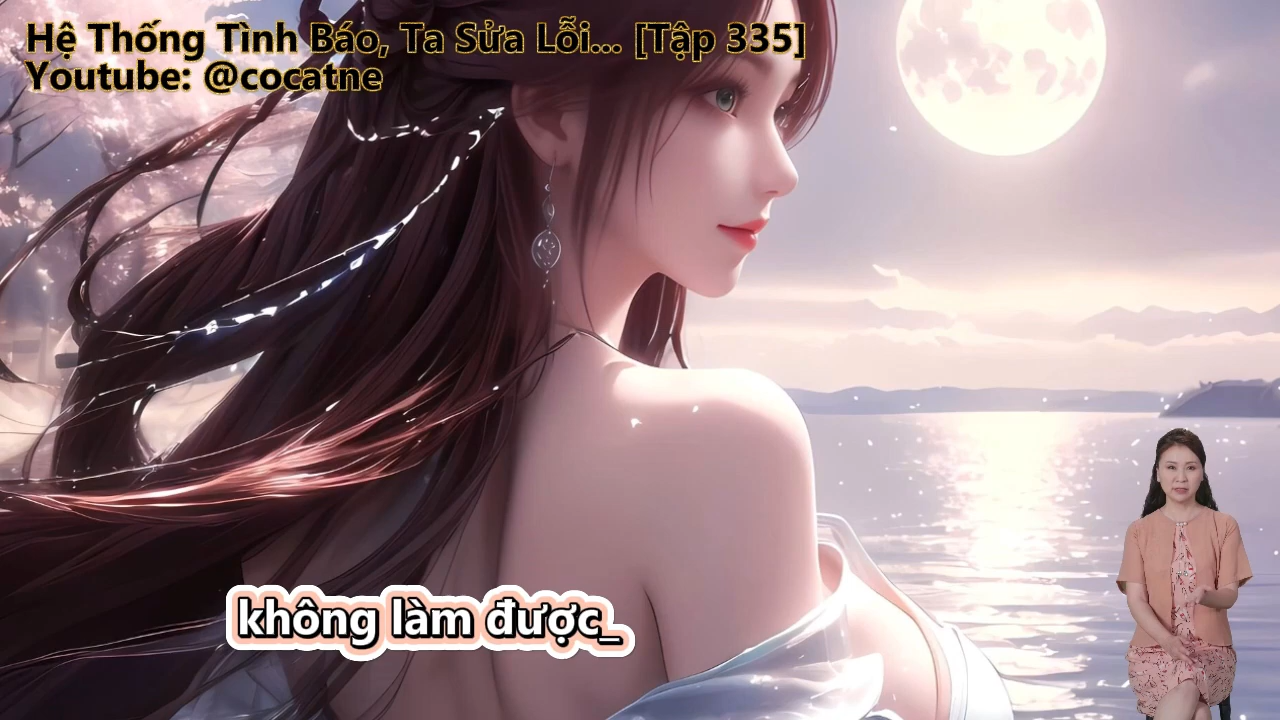 Hệ Thống Tình Báo, Ta Sửa Lỗi... [Tập 335]
Youtube: @cocatne
không làm được_